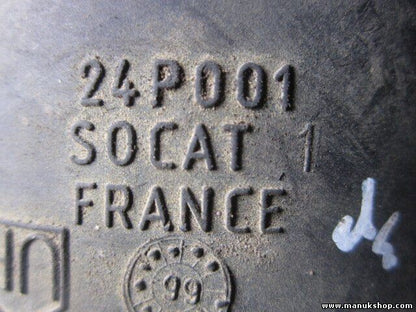 24P001
SOCAT 1
FRANCE
99
www.manukshop.com